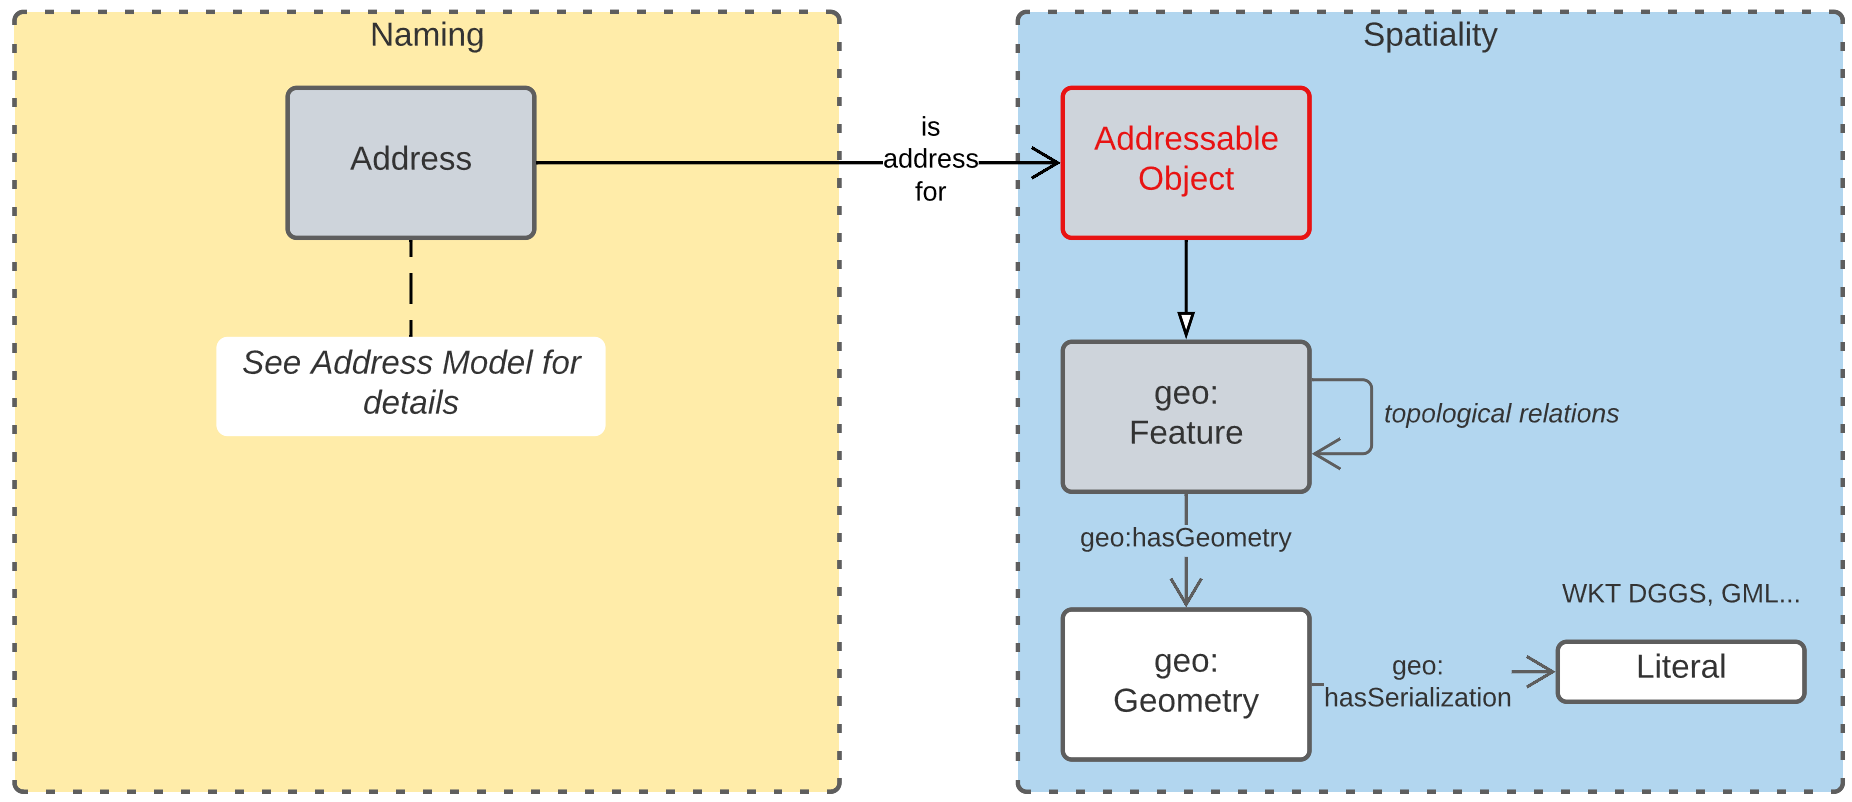 Naming
Address
See Address Model for
details
is
address
for
Spatiality
Addressable
Object
geo:
Feature
topological relations
geo:hasGeometry
geo:
Geometry
geo:
hasSerialization
WKT DGGS, GML...
Literal